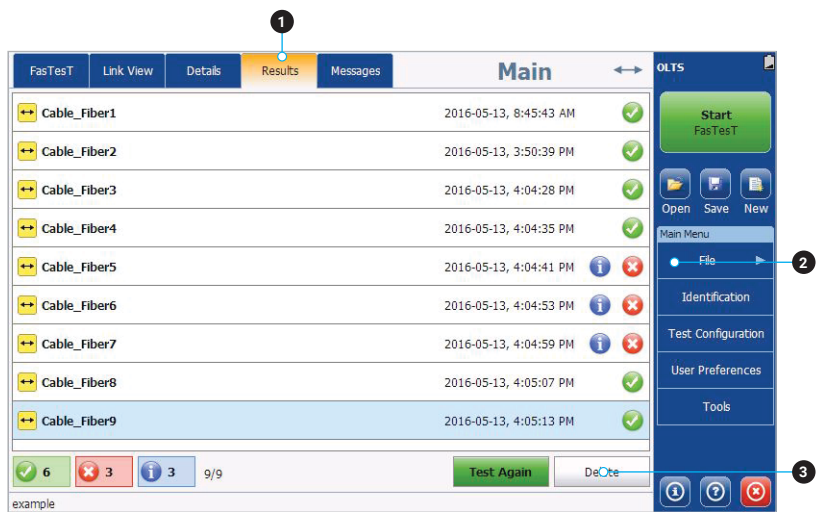 1
FasTesT Link View Details Results Messages Main OLTS
Cable_Fiber1 2016-05-13, 8:45:43 AM
Cable_Fiber2 2016-05-13, 3:50:39 PM
Cable_Fiber3 2016-05-13, 4:04:28 PM
Cable_Fiber4 2016-05-13, 4:04:35 PM
Cable_Fiber5 2016-05-13, 4:04:41 PM
Cable_Fiber6 2016-05-13, 4:04:53 PM
Cable_Fiber7 2016-05-13, 4:04:59 PM
Cable_Fiber8 2016-05-13, 4:05:07 PM
Cable_Fiber9 2016-05-13, 4:05:13 PM
6 3 3 9/9 Test Again Delete
example
Start
FasTesT
Open Save New
Main Menu
File
2
Identification
Test Configuration
User Preferences
Tools
3